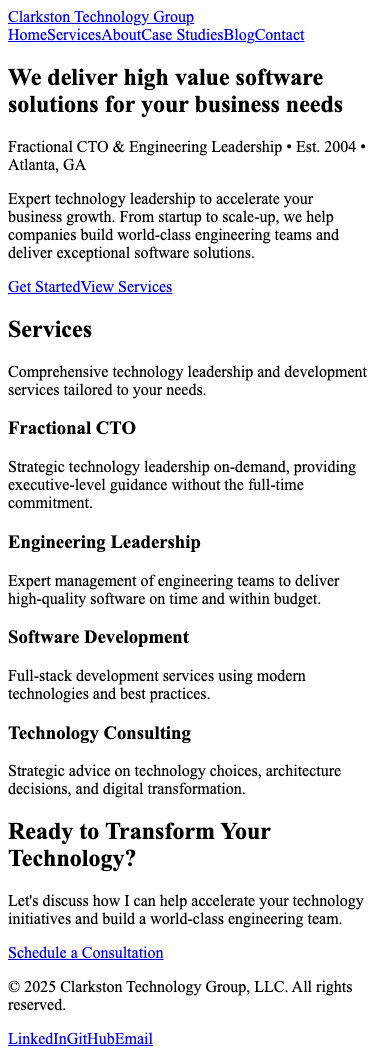 Clarkston Technology Group
HomeServicesAboutCase StudiesBlogContact
We deliver high value software
solutions for your business needs
Fractional CTO & Engineering Leadership • Est. 2004 •
Atlanta, GA
Expert technology leadership to accelerate your
business growth. From startup to scale-up, we help
companies build world-class engineering teams and
deliver exceptional software solutions.
Get StartedView Services
Services
Comprehensive technology leadership and development
services tailored to your needs.
Fractional CTO
Strategic technology leadership on-demand, providing
executive-level guidance without the full-time
commitment.
Engineering Leadership
Expert management of engineering teams to deliver
high-quality software on time and within budget.
Software Development
Full-stack development services using modern
technologies and best practices.
Technology Consulting
Strategic advice on technology choices, architecture
decisions, and digital transformation.
Ready to Transform Your
Technology?
Let's discuss how I can help accelerate your technology
initiatives and build a world-class engineering team.
Schedule a Consultation
© 2025 Clarkston Technology Group, LLC. All rights
reserved.
LinkedInGitHubEmail